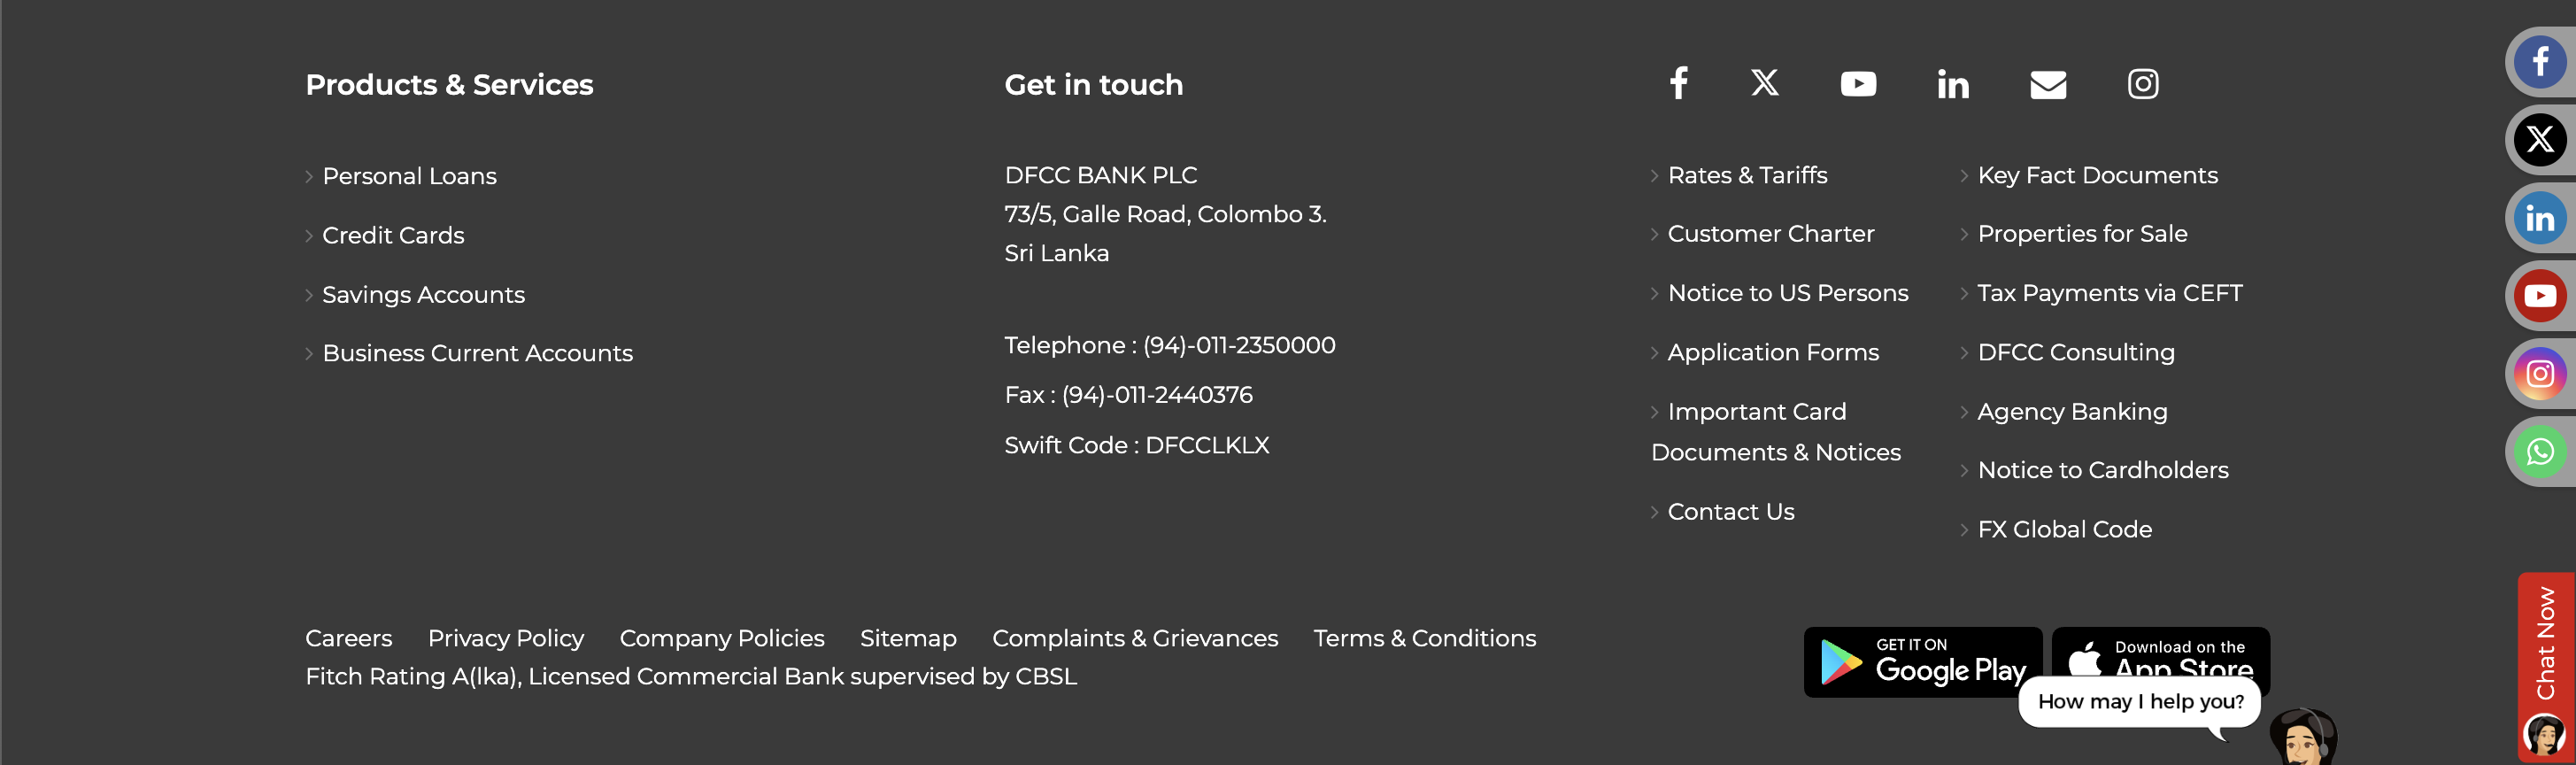 Products & Services
Personal Loans
Credit Cards
Savings Accounts
Business Current Accounts
Get in touch
DFCC BANK PLC
73/5, Galle Road, Colombo 3.
Sri Lanka
Telephone : (94)-011-2350000
Fax : (94)-011-2440376
Swift Code : DFCCLKLX
Rates & Tariffs
Customer Charter
Notice to US Persons
Application Forms
Important Card
Documents & Notices
Contact Us
Key Fact Documents
Properties for Sale
Tax Payments via CEFT
DFCC Consulting
Agency Banking
Notice to Cardholders
FX Global Code
Careers Privacy Policy Company Policies Sitemap Complaints & Grievances Terms & Conditions
Fitch Rating A(lka), Licensed Commercial Bank supervised by CBSL
GET IT ON
Google Play
Download on the
App Store
How may I help you?
Chat Now